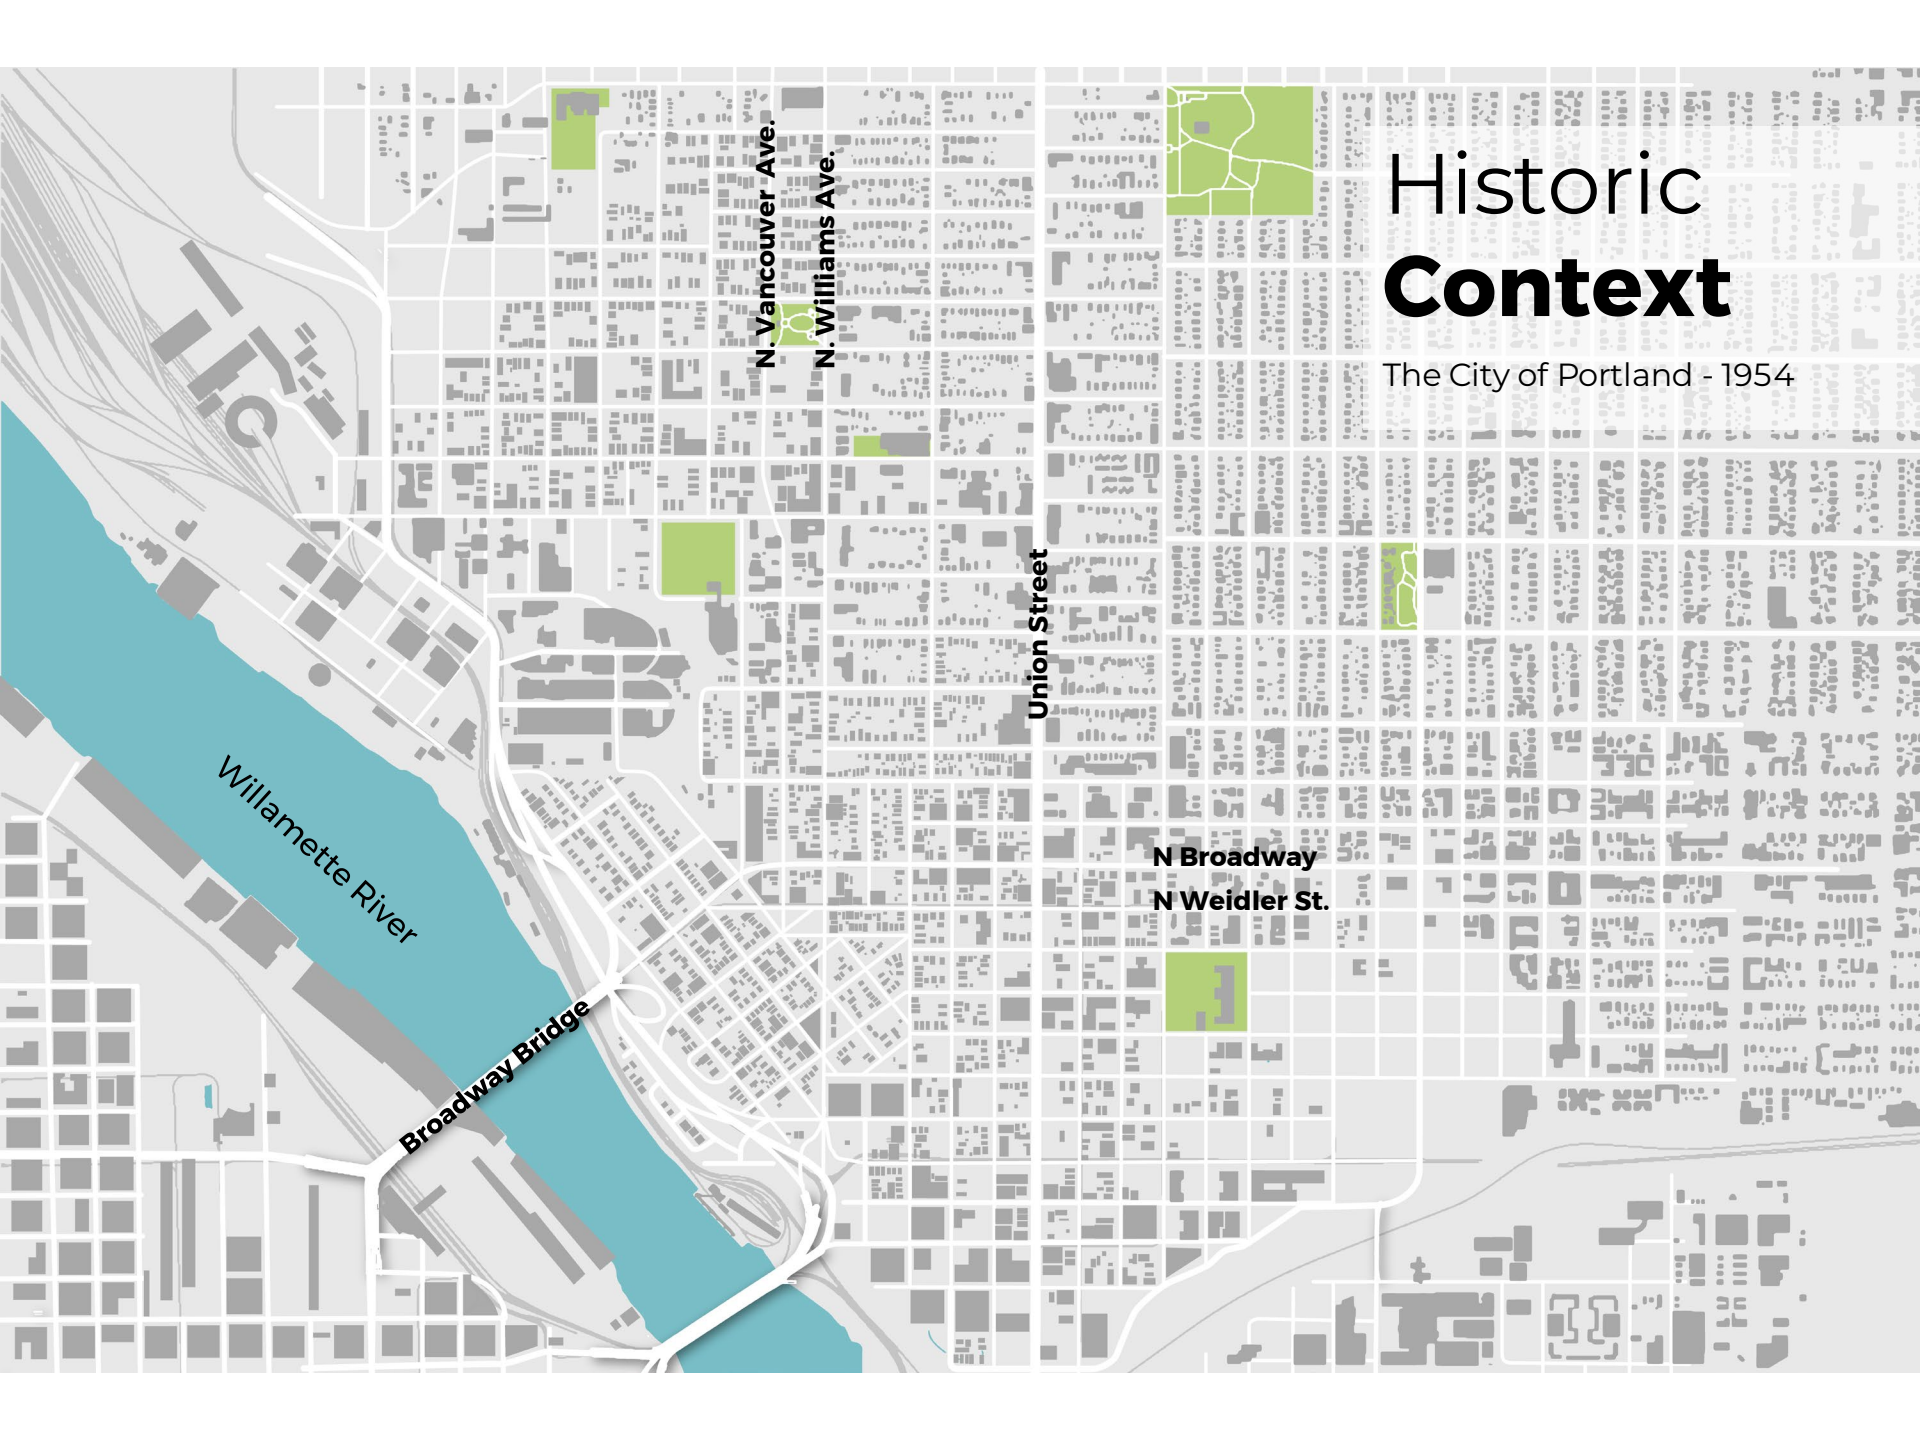 Historic
Context
The City of Portland - 1954
N. Vancouver Ave.
N. Williams Ave.
Union Street
Willamette River
N Broadway
N Weidler St.
Broadway Bridge